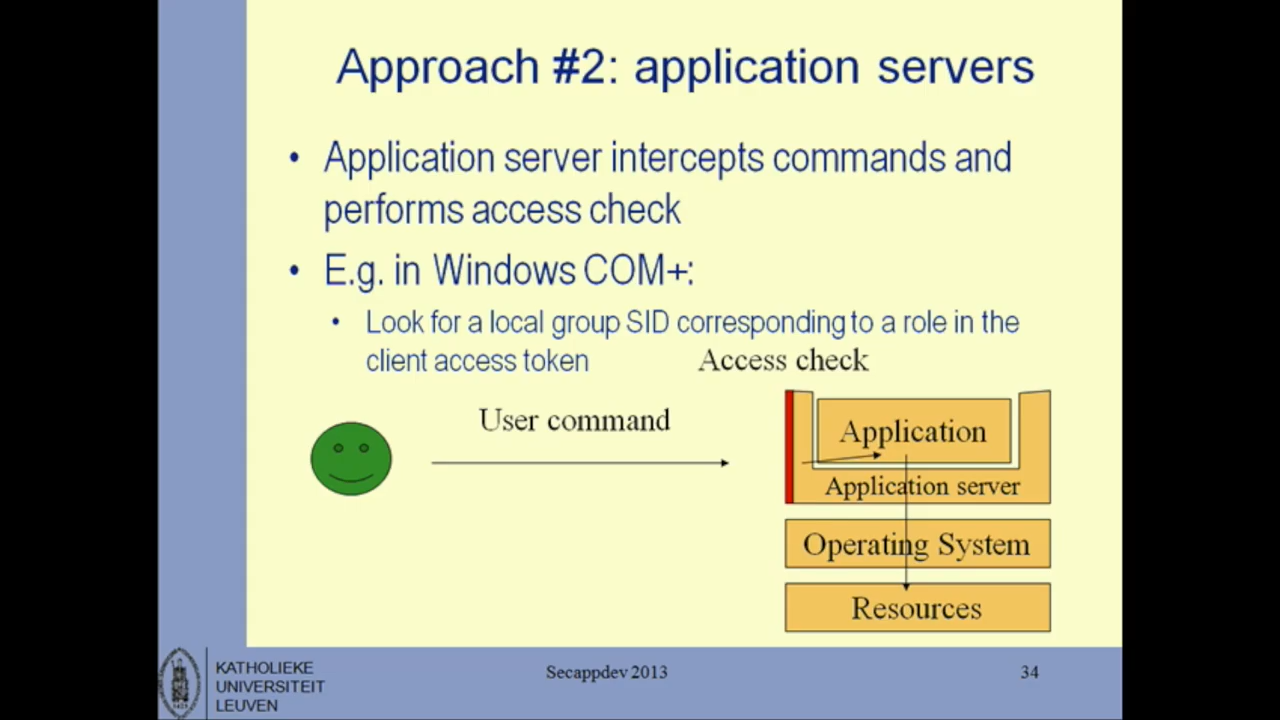 Approach #2: application servers
• Application server intercepts commands and
performs access check
• E.g. in Windows COM+:
• Look for a local group SID corresponding to a role in the
client access token
Access check
User command
Application
Application server
Operating System
Resources
KATHOLIEKE
UNIVERSITEIT
LEUVEN
Secappdev 2013
34